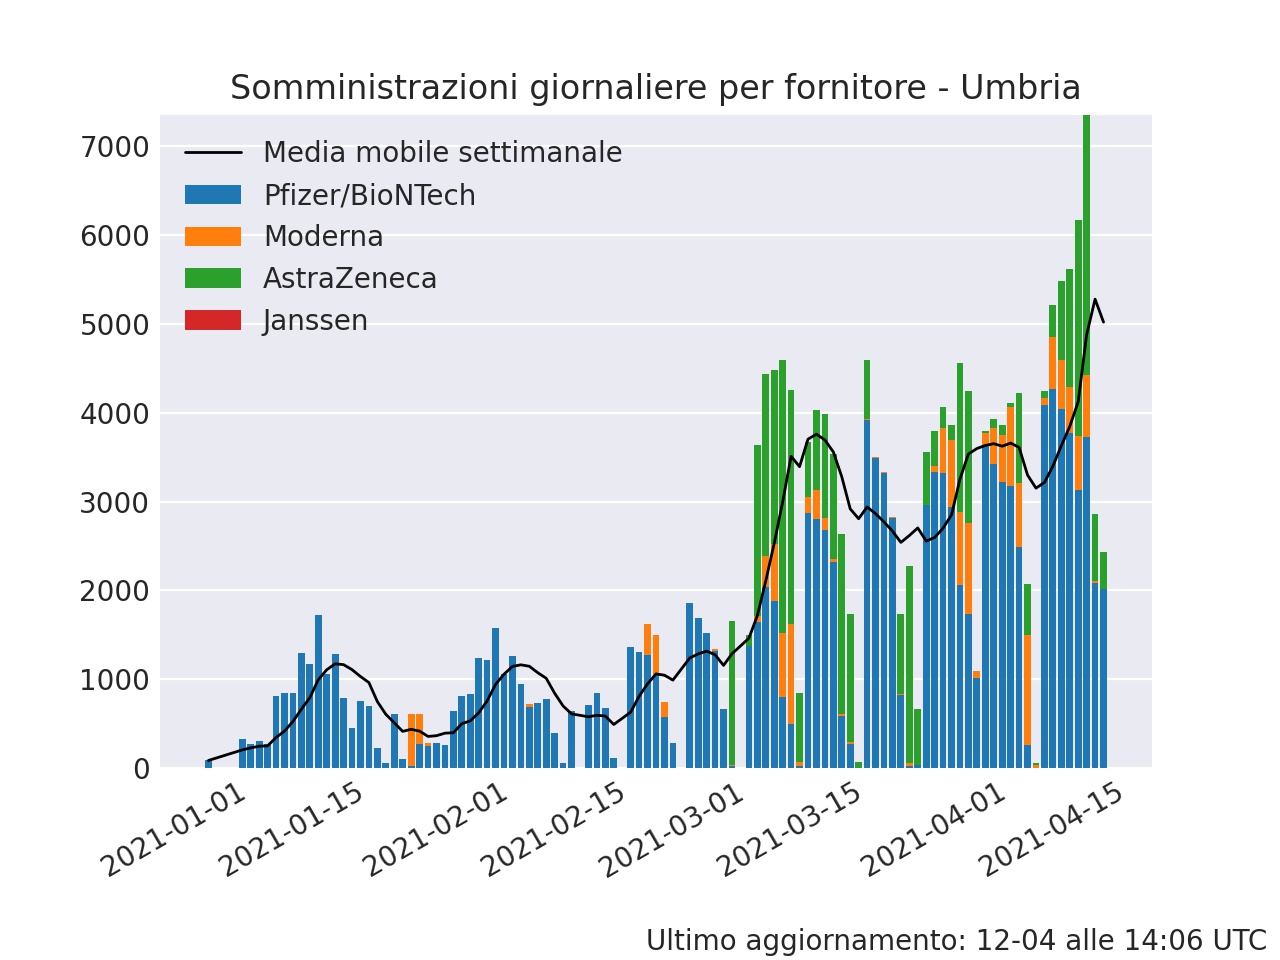 Somministrazioni giornaliere per fornitore - Umbria
Media mobile settimanale
Pfizer/BioNTech
Moderna
AstraZeneca
Janssen
7000
6000
5000
4000
3000
2000
1000
0
2021-01-01
2021-01-15
2021-02-01
2021-02-15
2021-03-01
2021-03-15
2021-04-01
2021-04-15
Ultimo aggiornamento: 12-04 alle 14:06 UTC